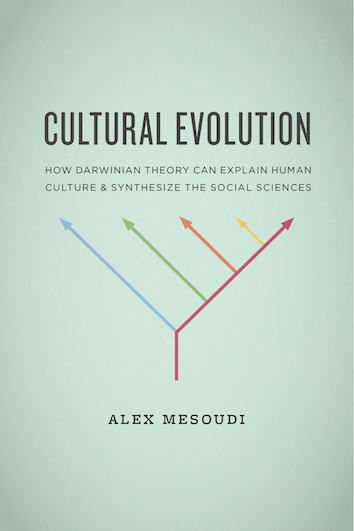 CULTURAL EVOLUTION
HOW DARWINIAN THEORY CAN EXPLAIN HUMAN
CULTURE & SYNTHESIZE THE SOCIAL SCIENCES
ALEX MESOUDI